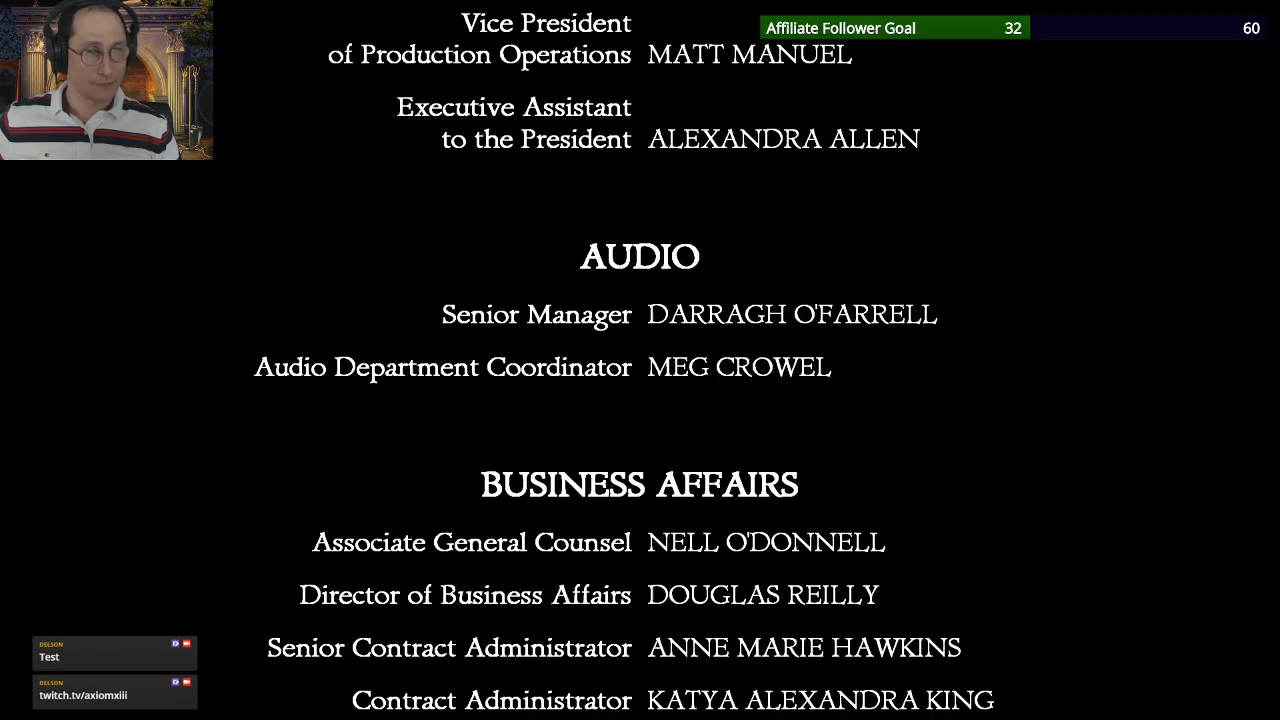 Affiliate Follower Goal 32 60
Vice President
of Production Operations MATT MANUEL
Executive Assistant
to the President ALEXANDRA ALLEN
AUDIO
Senior Manager DARRAGH O'FARRELL
Audio Department Coordinator MEG CROWEL
BUSINESS AFFAIRS
Associate General Counsel NELL O'DONNELL
Director of Business Affairs DOUGLAS REILLY
Senior Contract Administrator ANNE MARIE HAWKINS
Contract Administrator KATYA ALEXANDRA KING
DELSON
Test
DELSON
twitch.tv/axiomxiii